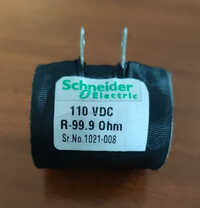 Schneider
Electric
110 VDC
R-99.9 Ohm
Sr.No.1021-008